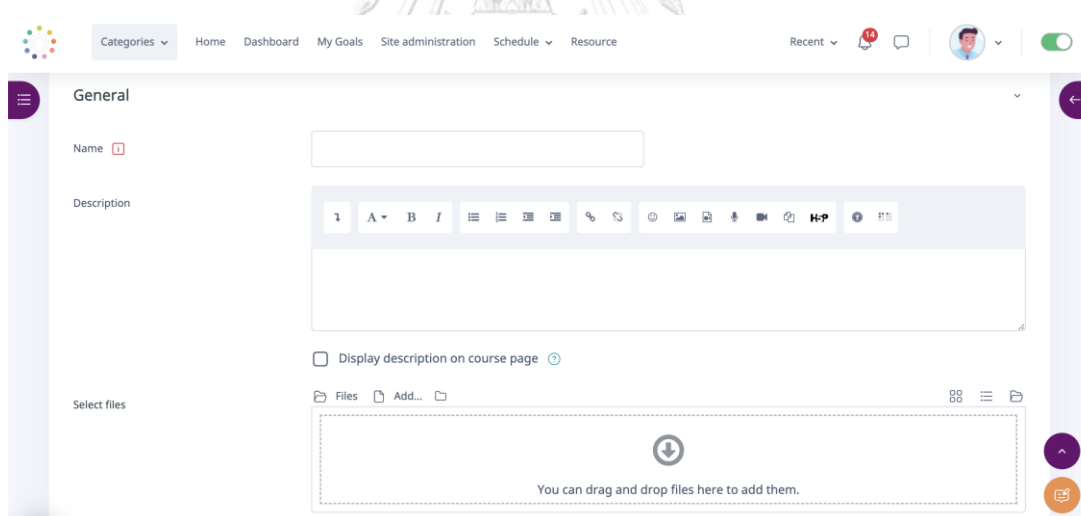 Categories Home Dashboard My Goals Site administration Schedule Resource Recent 14
General
Name
Description
A B I H-P
Display description on course page ?
Files Add...
Select files
You can drag and drop files here to add them.